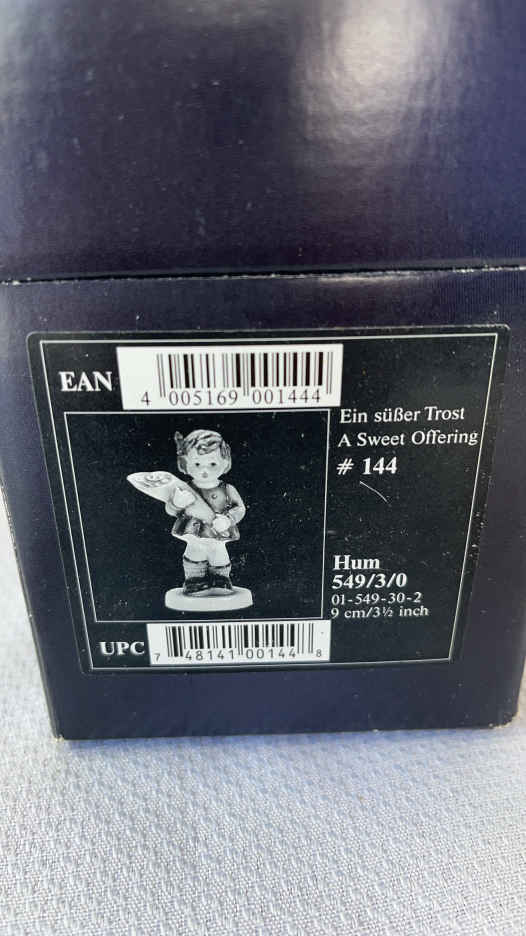 EAN
4 005169 001444
Ein süßer Trost
A Sweet Offering
# 144
Hum
549/3/0
01-549-30-2
9 cm/3½ inch
UPC
7 48141 00144 8